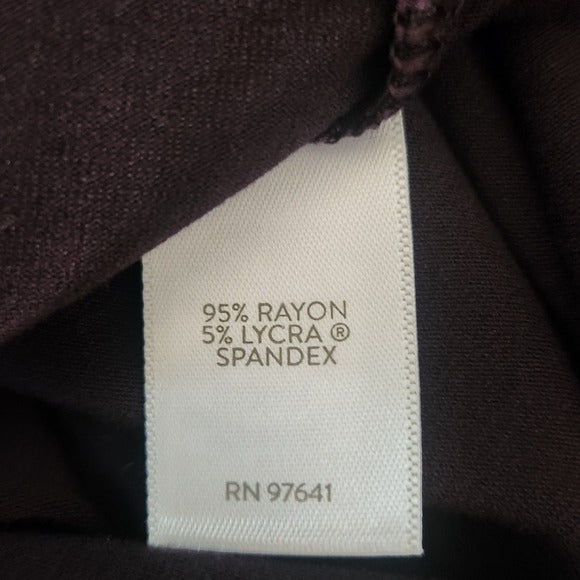 95% RAYON
5% LYCRA ®
SPANDEX
RN 97641